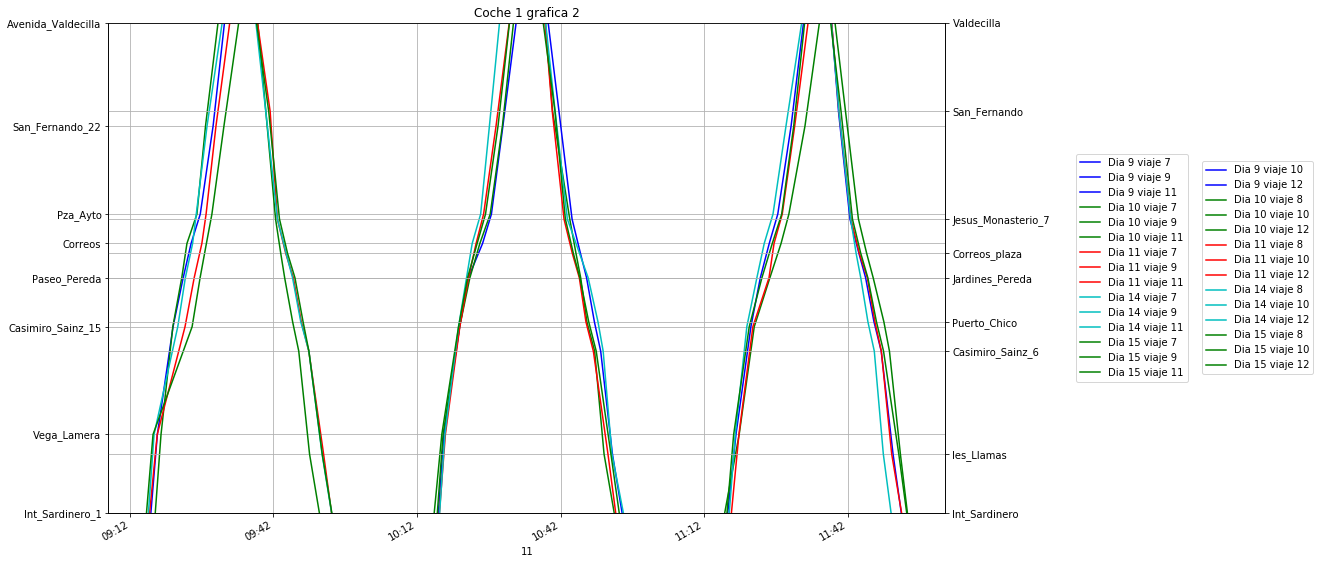 Coche 1 grafica 2
Avenida_Valdecilla
San_Fernando_22
Pza_Ayto
Correos
Paseo_Pereda
Casimiro_Sainz_15
Vega_Lamera
Int_Sardinero_1
Valdecilla
San_Fernando
Jesus_Monasterio_7
Correos_plaza
Jardines_Pereda
Puerto_Chico
Casimiro_Sainz_6
Ies_Llamas
Int_Sardinero
09:12
09:42
10:12
10:42
11:12
11:42
11
Dia 9 viaje 7
Dia 9 viaje 9
Dia 9 viaje 11
Dia 10 viaje 7
Dia 10 viaje 9
Dia 10 viaje 11
Dia 11 viaje 7
Dia 11 viaje 9
Dia 11 viaje 11
Dia 14 viaje 7
Dia 14 viaje 9
Dia 14 viaje 11
Dia 15 viaje 7
Dia 15 viaje 9
Dia 15 viaje 11
Dia 9 viaje 10
Dia 9 viaje 12
Dia 10 viaje 8
Dia 10 viaje 10
Dia 10 viaje 12
Dia 11 viaje 8
Dia 11 viaje 10
Dia 11 viaje 12
Dia 14 viaje 8
Dia 14 viaje 10
Dia 14 viaje 12
Dia 15 viaje 8
Dia 15 viaje 10
Dia 15 viaje 12